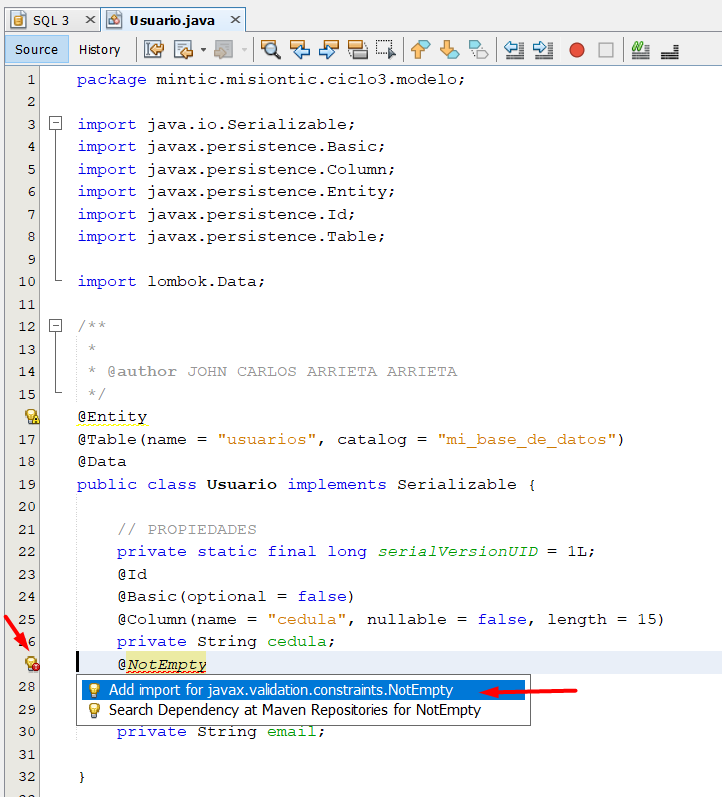 SQL 3
Usuario.java
Source History
1 package mintic.misiontic.ciclo3.modelo;
2
3 import java.io.Serializable;
4 import javax.persistence.Basic;
5 import javax.persistence.Column;
6 import javax.persistence.Entity;
7 import javax.persistence.Id;
8 import javax.persistence.Table;
9
10 import lombok.Data;
11
12 /**
13 *
14 * @author JOHN CARLOS ARRIETA ARRIETA
15 */
@Entity
17 @Table(name = "usuarios", catalog = "mi_base_de_datos")
18 @Data
19 public class Usuario implements Serializable {
20
21 // PROPIEDADES
22 private static final long serialVersionUID = 1L;
23 @Id
24 @Basic(optional = false)
25 @Column(name = "cedula", nullable = false, length = 15)
26 private String cedula;
@NotEmpty
28 Add import for javax.validation.constraints.NotEmpty
29 Search Dependency at Maven Repositories for NotEmpty
30 private String email;
31
32 }